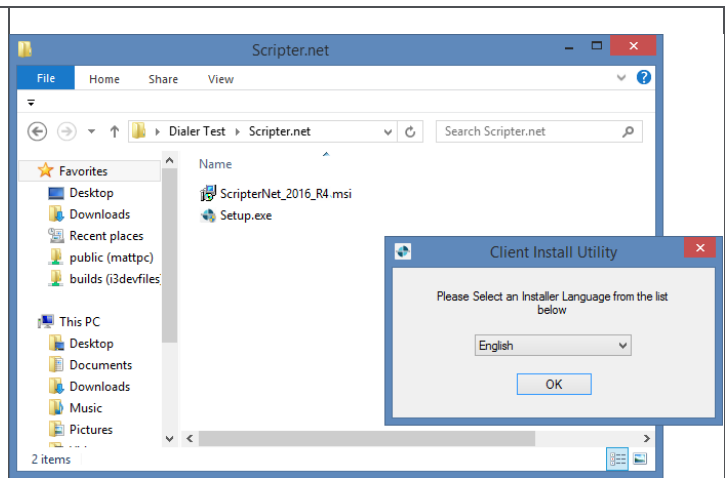 Scripter.net
File Home Share View
Dialer Test Scripter.net
Search Scripter.net
Favorites
Desktop
Downloads
Recent places
public (mattpc)
builds (i3devfiles)
This PC
Desktop
Documents
Downloads
Music
Pictures
Name
ScripterNet_2016_R4.msi
Setup.exe
Client Install Utility
Please Select an Installer Language from the list
below
English
OK
2 items